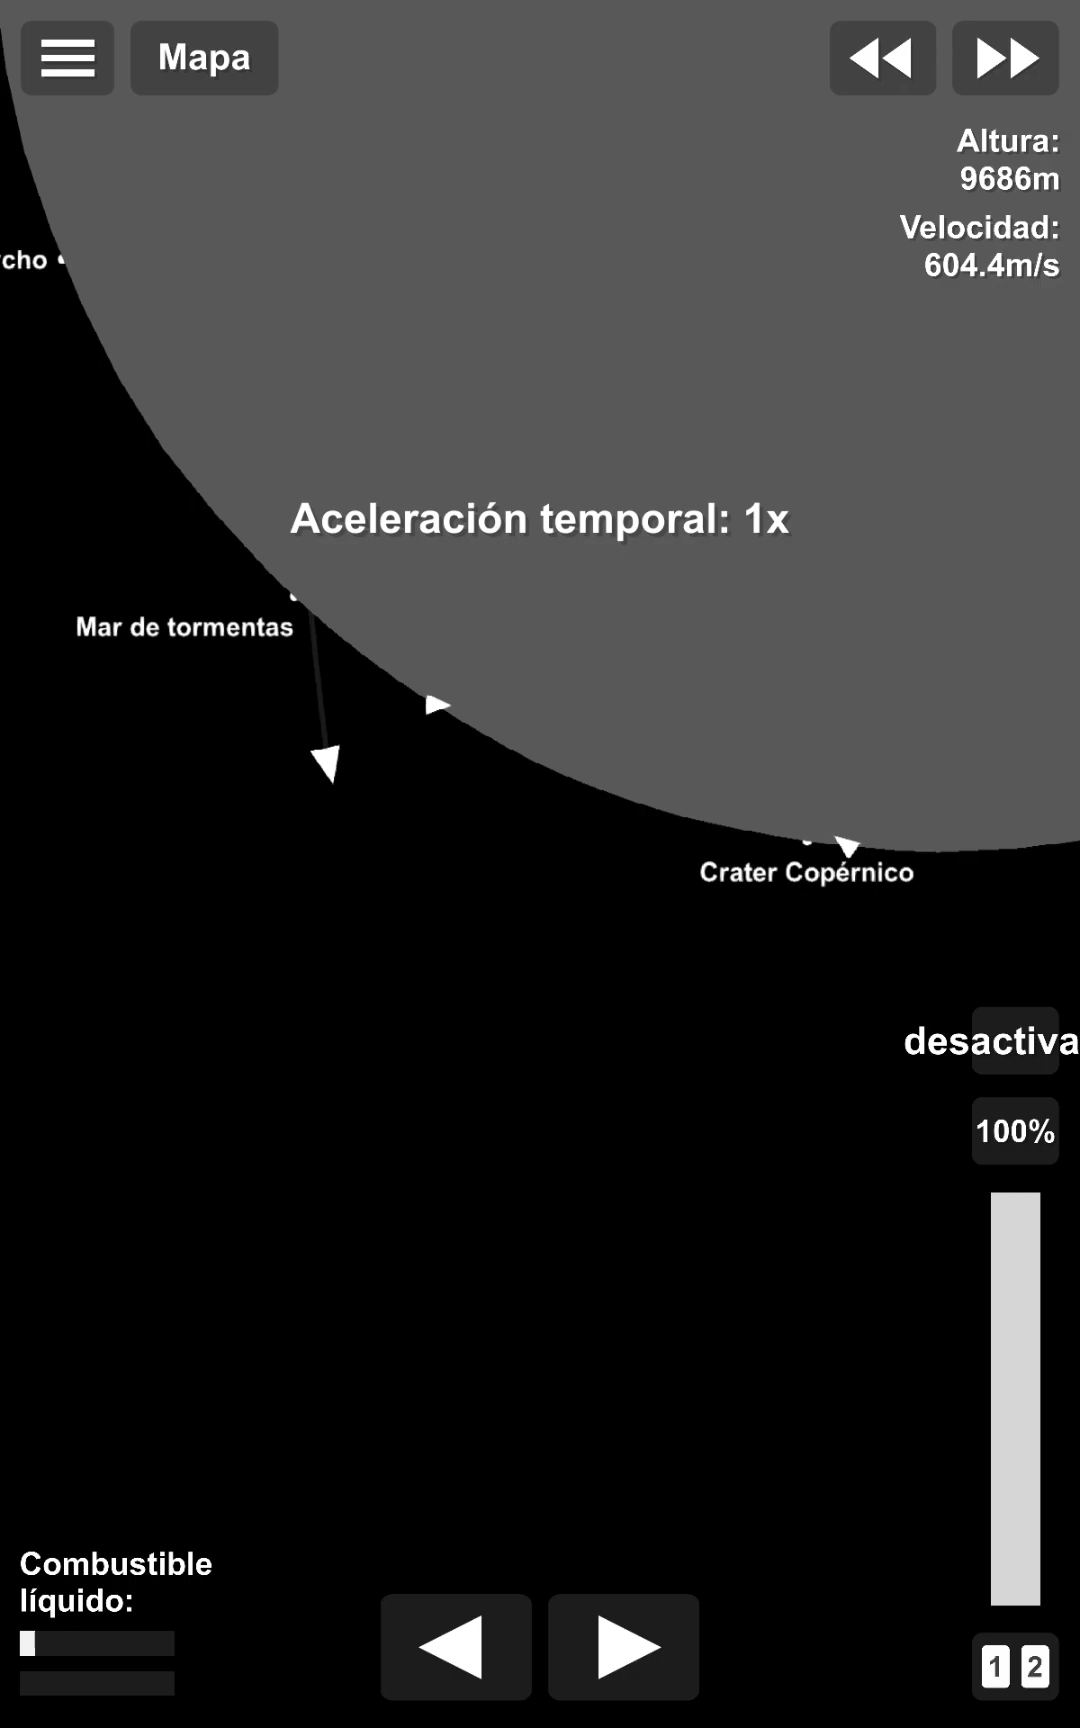 Mapa
Altura:
9686m
Velocidad:
604.4m/s
cho
Aceleración temporal: 1x
Mar de tormentas
Crater Copérnico
desactiva
100%
Combustible
líquido:
1 2